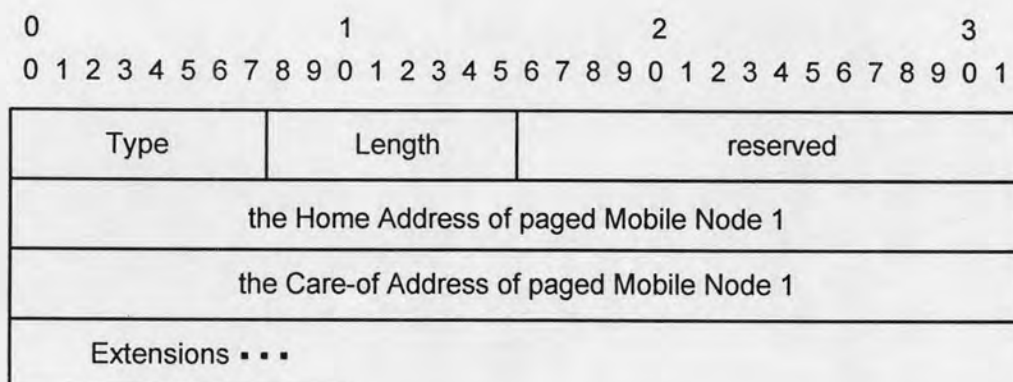 0 1 2 3
0 1 2 3 4 5 6 7 8 9 0 1 2 3 4 5 6 7 8 9 0 1 2 3 4 5 6 7 8 9 0 1
Type Length reserved
the Home Address of paged Mobile Node 1
the Care-of Address of paged Mobile Node 1
Extensions ▪ ▪ ▪